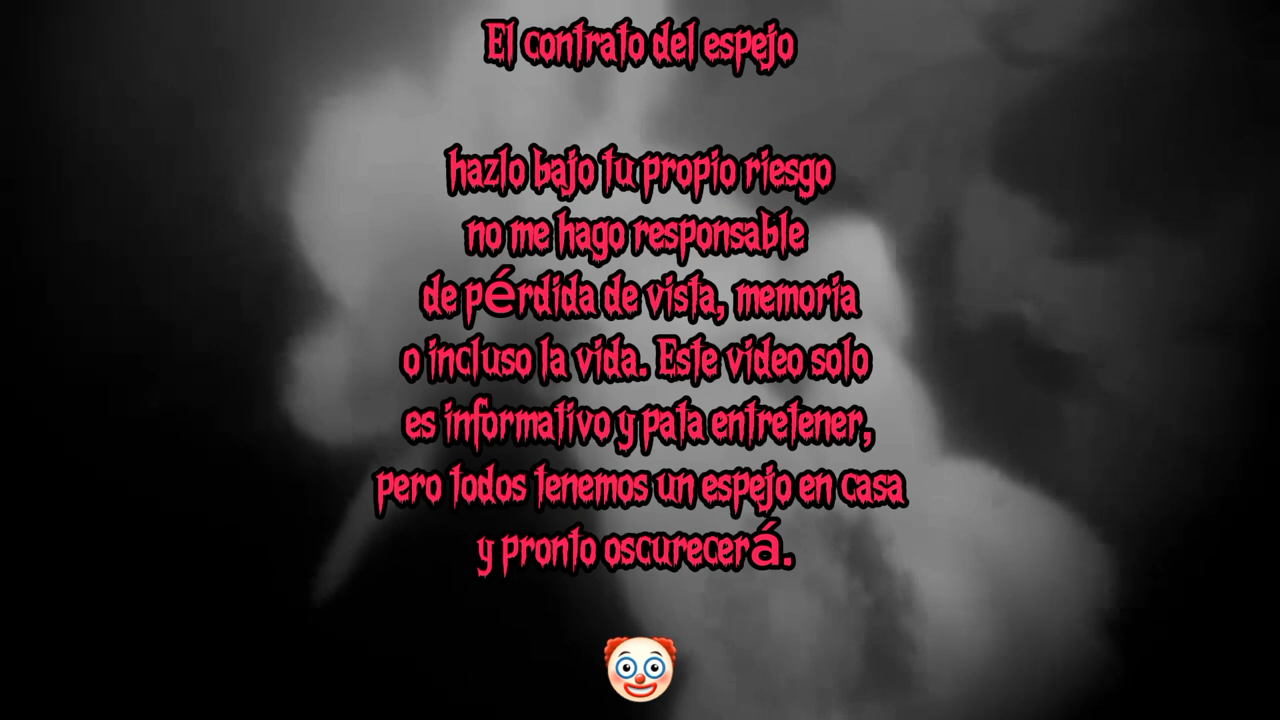 El contrato del espejo
hazlo bajo tu propio riesgo
no me hago responsable
de pérdida de vista, memoria
o incluso la vida. Este video solo
es informativo y pata entretener,
pero todos tenemos un espejo en casa
y pronto oscurecerá.